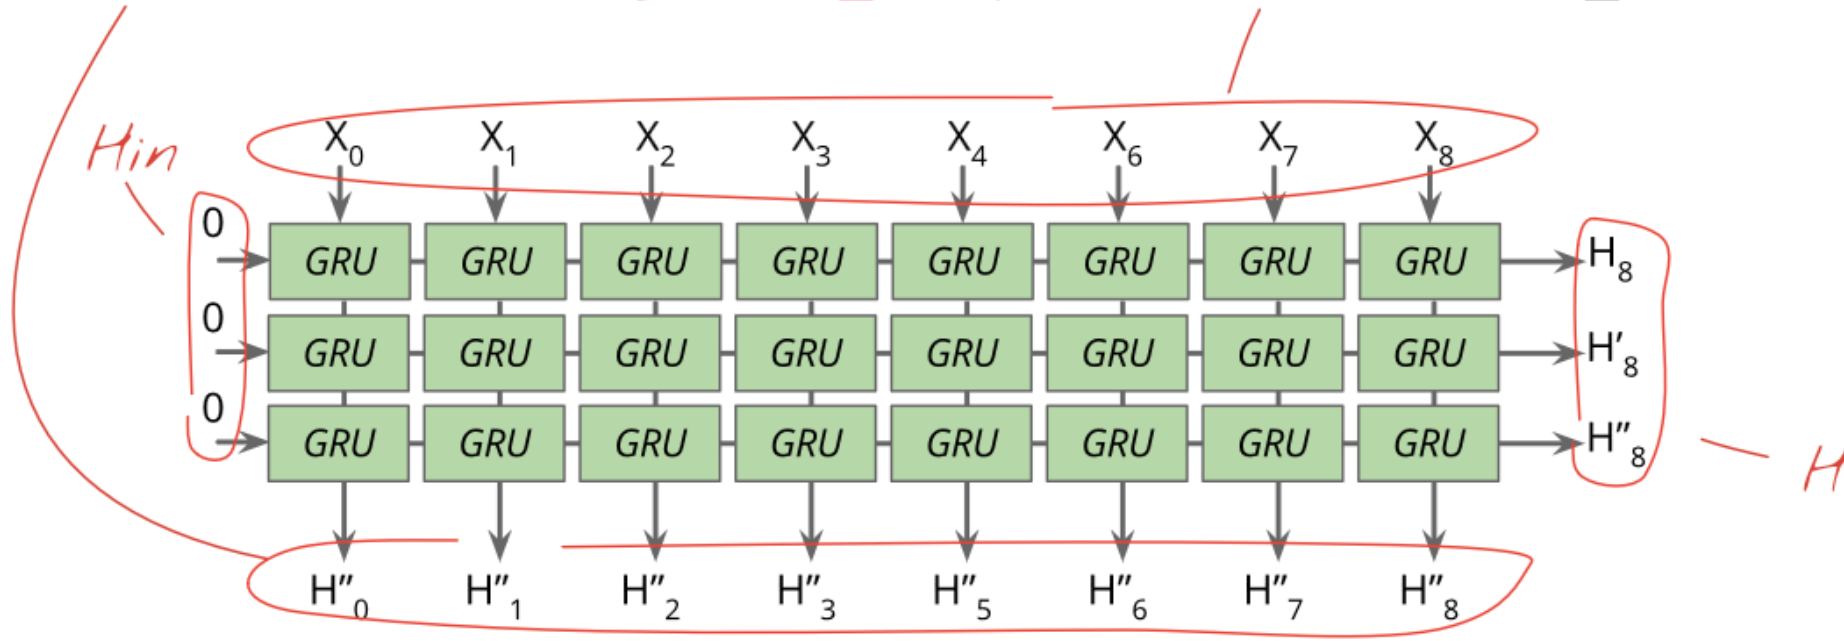 Hin
X0 X1 X2 X3 X4 X6 X7 X8
0 GRU GRU GRU GRU GRU GRU GRU GRU H8
0 GRU GRU GRU GRU GRU GRU GRU GRU H′8
0 GRU GRU GRU GRU GRU GRU GRU GRU H″8
H
H″0 H″1 H″2 H″3 H″5 H″6 H″7 H″8